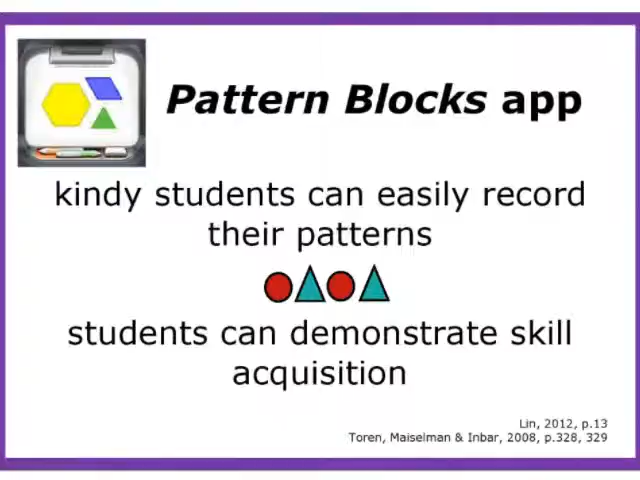 Pattern Blocks app
kindy students can easily record
their patterns
students can demonstrate skill
acquisition
Lin, 2012, p.13
Toren, Maiselman & Inbar, 2008, p.328, 329